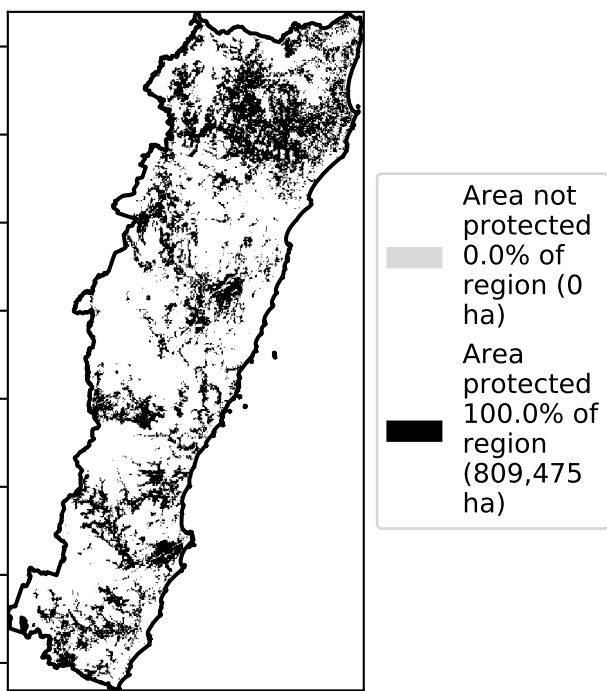 Area not
protected
0.0% of
region (0
ha)
Area
protected
100.0% of
region
(809,475
ha)